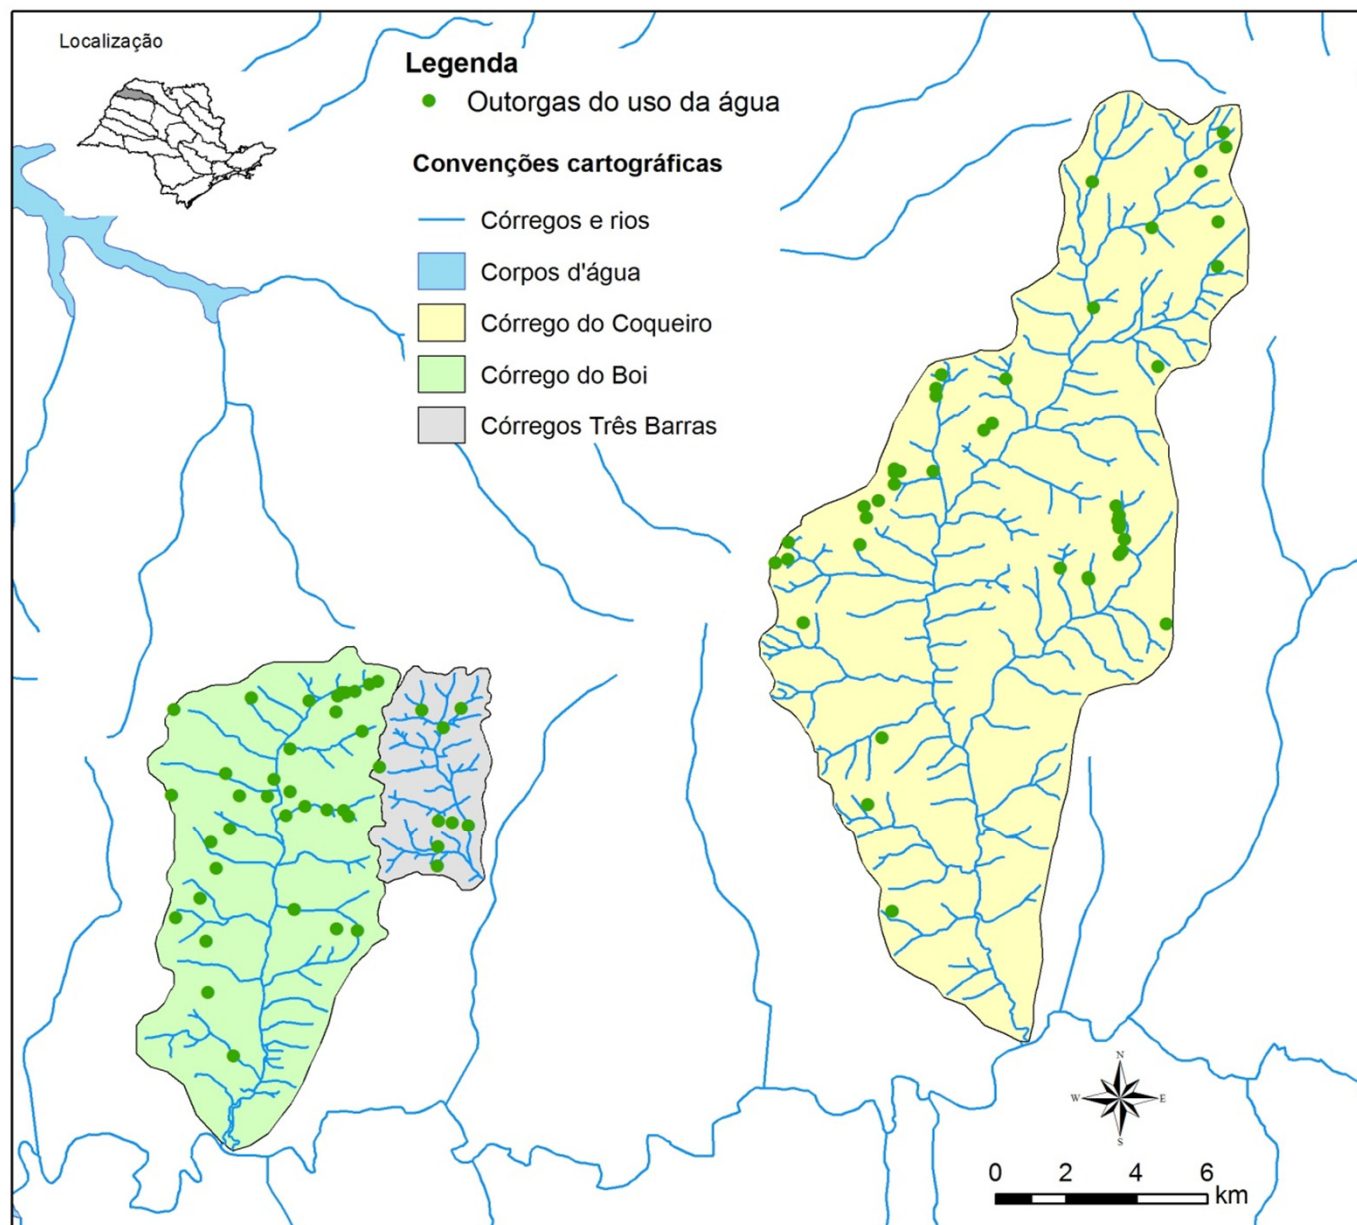 Localização
Legenda
Outorgas do uso da água
Convenções cartográficas
Córregos e rios
Corpos d'água
Córrego do Coqueiro
Córrego do Boi
Córregos Três Barras
N
W E
S
0 2 4 6
km